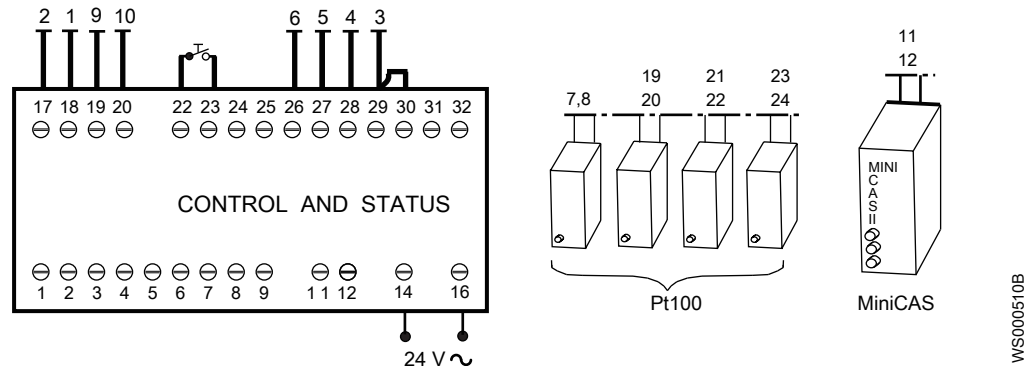 2 1 9 10 6 5 4 3
17 18 19 20 22 23 24 25 26 27 28 29 30 31 32
CONTROL AND STATUS
1 2 3 4 5 6 7 8 9 11 12 14 16
24 V ~
7,8
19
20
21
22
23
24
Pt100
11
12
MINI
C
A
S
II
MiniCAS
WS000510B